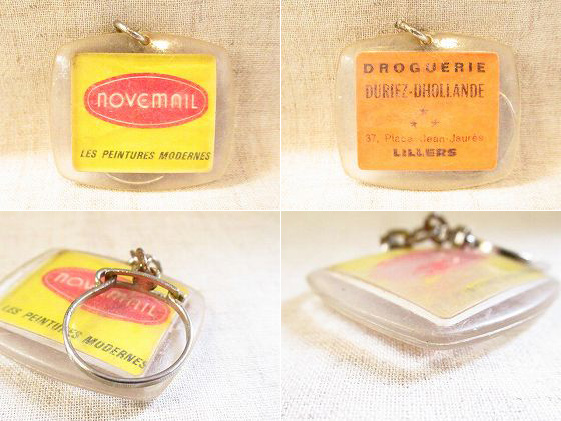 novemail
LES PEINTURES MODERNES
DROGUERIE
DURIEZ-DHOLLANDE
37, Place Jean-Jaurès
LILLERS
novemail
LES PEINTURES MODERNES